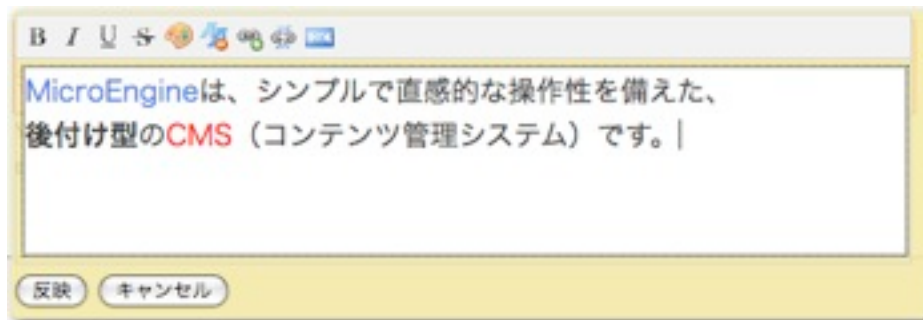 B I U S
MicroEngineは、シンプルで直感的な操作性を備えた、
後付け型のCMS（コンテンツ管理システム）です。
反映 キャンセル